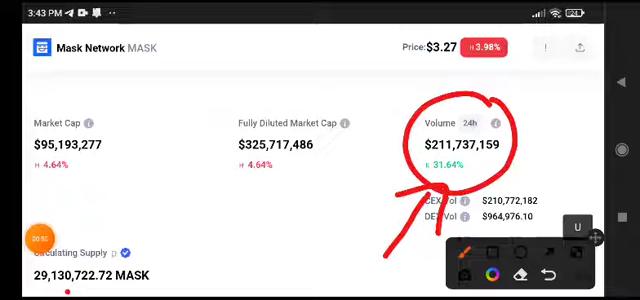 3:43 PM
24
Mask Network MASK
Price: $3.27 3.98%
Market Cap
Fully Diluted Market Cap
Volume 24h
$95,193,277
$325,717,486
$211,737,159
4.64%
4.64%
31.64%
CEX Vol $210,772,182
DEX Vol $964,976.10
U
Circulating Supply
29,130,722.72 MASK